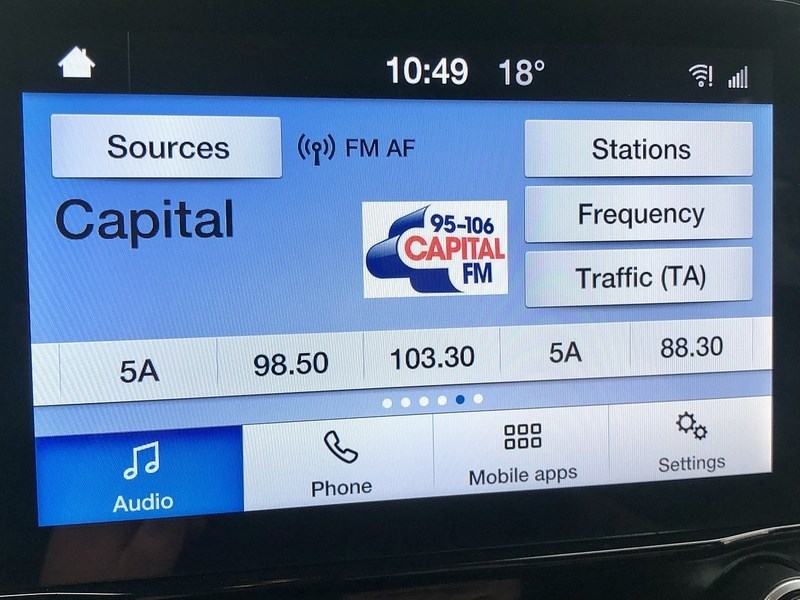 10:49 18°
Sources
FM AF
Stations
Capital
95-106
CAPITAL
FM
Frequency
Traffic (TA)
5A 98.50 103.30 5A 88.30
Audio
Phone
Mobile apps
Settings